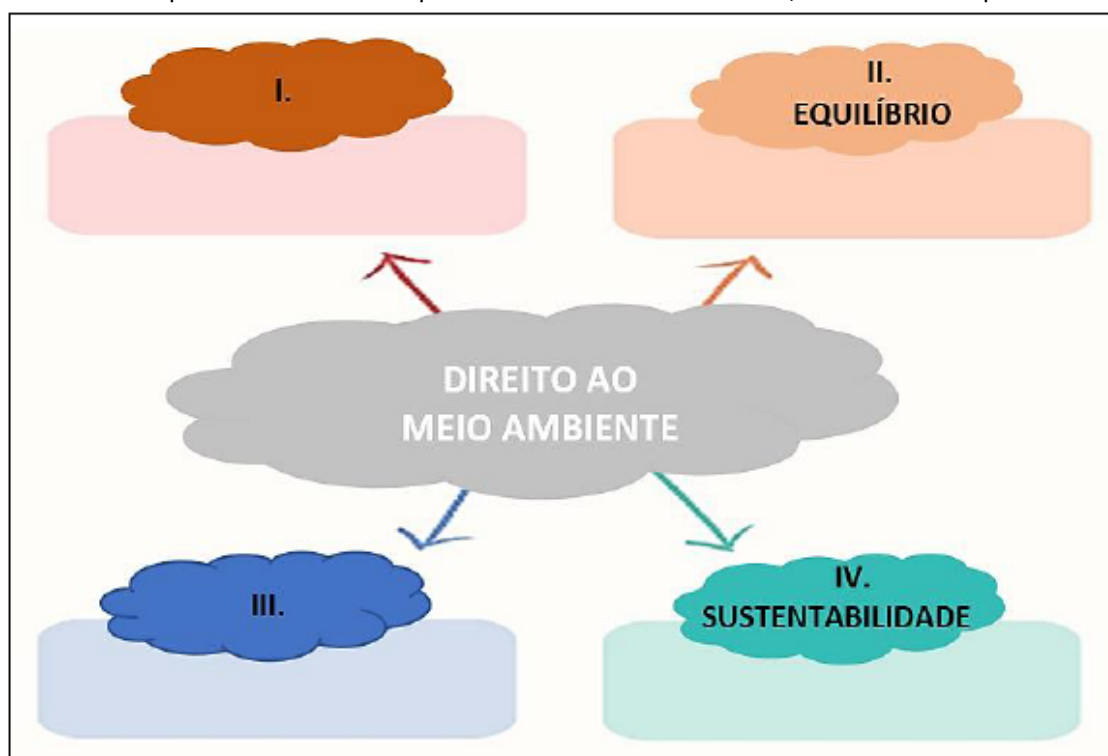 I.
II.
EQUILÍBRIO
DIREITO AO
MEIO AMBIENTE
III.
IV.
SUSTENTABILIDADE